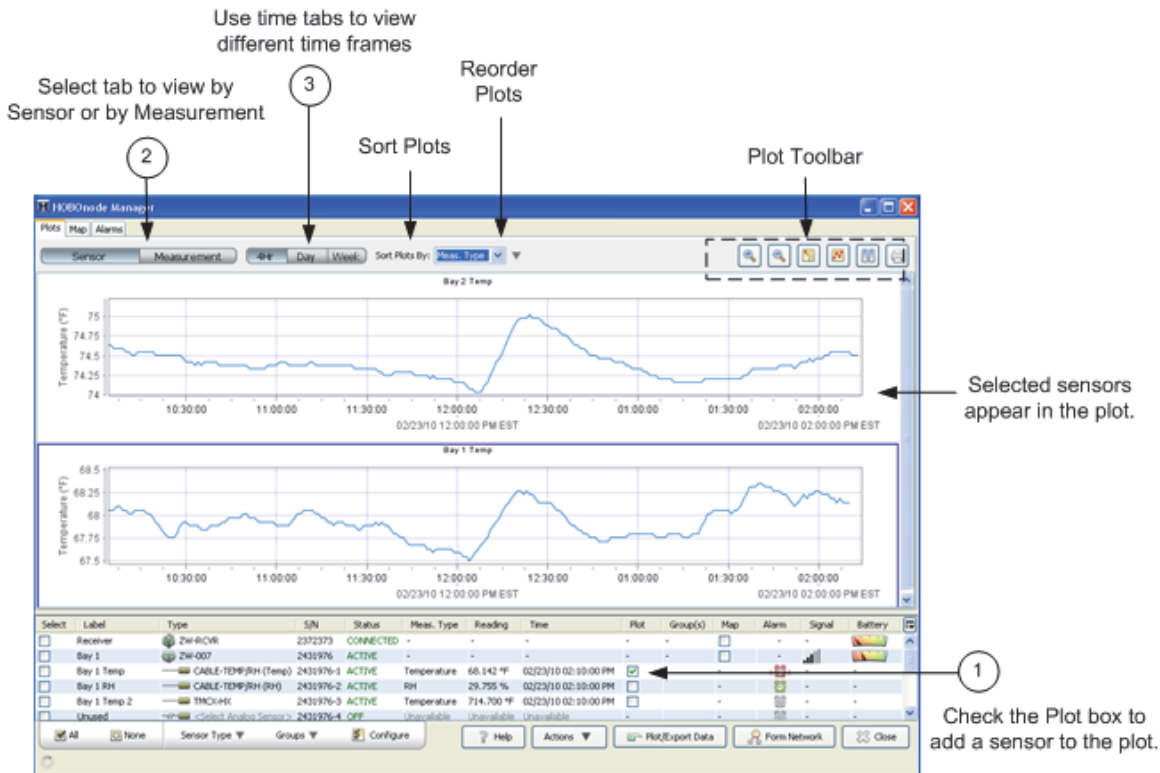 Use time tabs to view
different time frames
Select tab to view by
Sensor or by Measurement
3
Reorder
Plots
2
Sort Plots
Plot Toolbar
HOBOnode Manager
Plots Map Alarms
Sensor Measurement 4Hr Day Week Sort Plots By: Meas. Type
Bay 2 Temp
Temperature (°F)
75
74.75
74.5
74.25
74
10:30:00 11:00:00 11:30:00 12:00:00 12:30:00 01:00:00 01:30:00 02:00:00
02/23/10 12:00:00 PM EST 02/23/10 02:00:00 PM EST
Selected sensors
appear in the plot.
Bay 1 Temp
Temperature (°F)
68.5
68.25
68
67.75
67.5
10:30:00 11:00:00 11:30:00 12:00:00 12:30:00 01:00:00 01:30:00 02:00:00
02/23/10 12:00:00 PM EST 02/23/10 02:00:00 PM EST
Select Label Type S/N Status Meas. Type Reading Time Plot Group(s) Map Alarm Signal Battery
Receiver ZW-RCVR 2372373 CONNECTED - - - - - - -
Bay 1 ZW-007 2431976 ACTIVE - - - - - -
Bay 1 Temp CABLE-TEMP/RH (Temp) 2431976-1 ACTIVE Temperature 68.142 °F 02/23/10 02:10:00 PM - - - -
Bay 1 RH CABLE-TEMP/RH (RH) 2431976-2 ACTIVE RH 29.755 % 02/23/10 02:10:00 PM - - - -
Bay 1 Temp 2 TMCX-HX 2431976-3 ACTIVE Temperature 714.700 °F 02/23/10 02:10:00 PM - - - -
Unused <Select Analog Sensor> 2431976-4 OFF Unavailable Unavailable Unavailable - - - - -
1
Check the Plot box to
add a sensor to the plot.
All None Sensor Type Groups Configure ? Help Actions Plot/Export Data Form Network Close